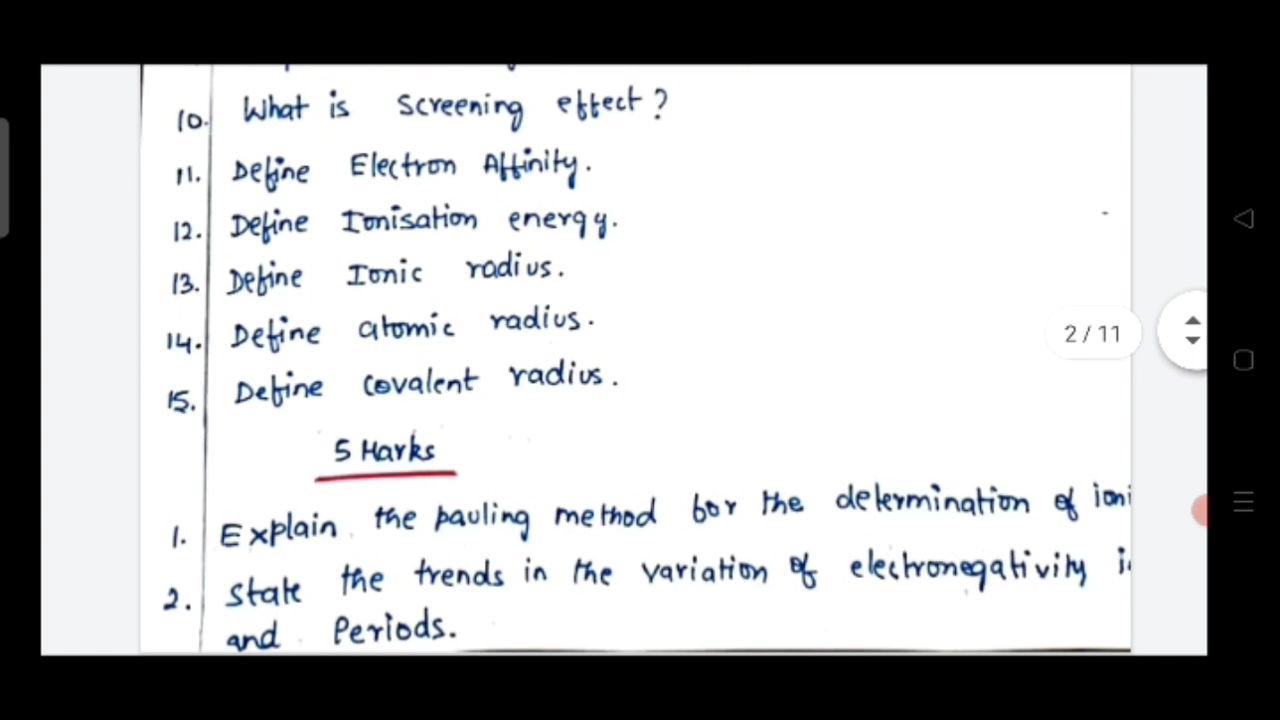 10. What is Screening effect?
11. Define Electron Affinity.
12. Define Ionisation energy.
13. Define Ionic radius.
14. Define atomic radius.
15. Define covalent radius.
2 / 11
5 Marks
1. Explain the pauling method for the determination of ioni
2. State the trends in the variation of electronegativity i
and Periods.